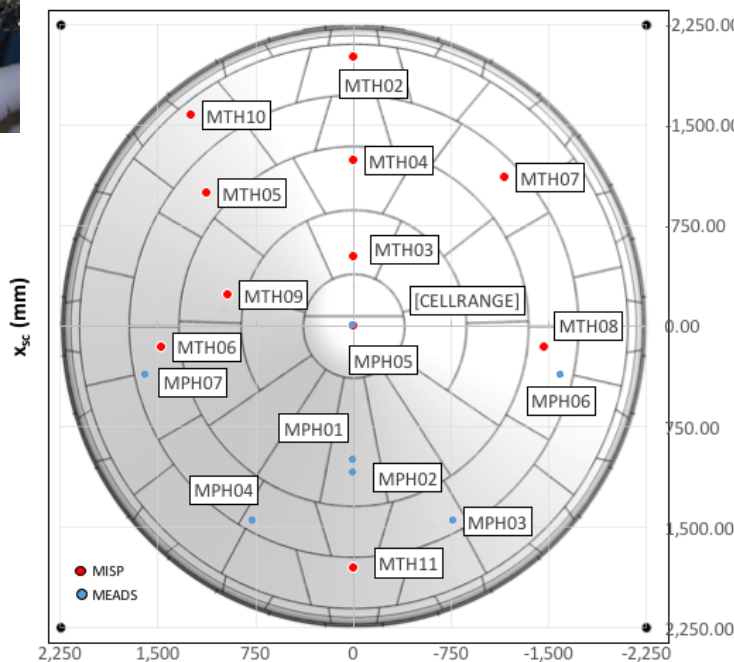 -2,250.00
MTH02
MTH10
-1,500.00
MTH04
MTH07
MTH05
-750.00
MTH03
MTH09
[CELLRANGE]
x_sc (mm)
0.00
MTH08
MTH06
MPH05
MPH07
MPH06
750.00
MPH01
MPH02
MPH04
MPH03
1,500.00
MTH11
MISP
MEADS
2,250.00
2,250 1,500 750 0 -750 -1,500 -2,250